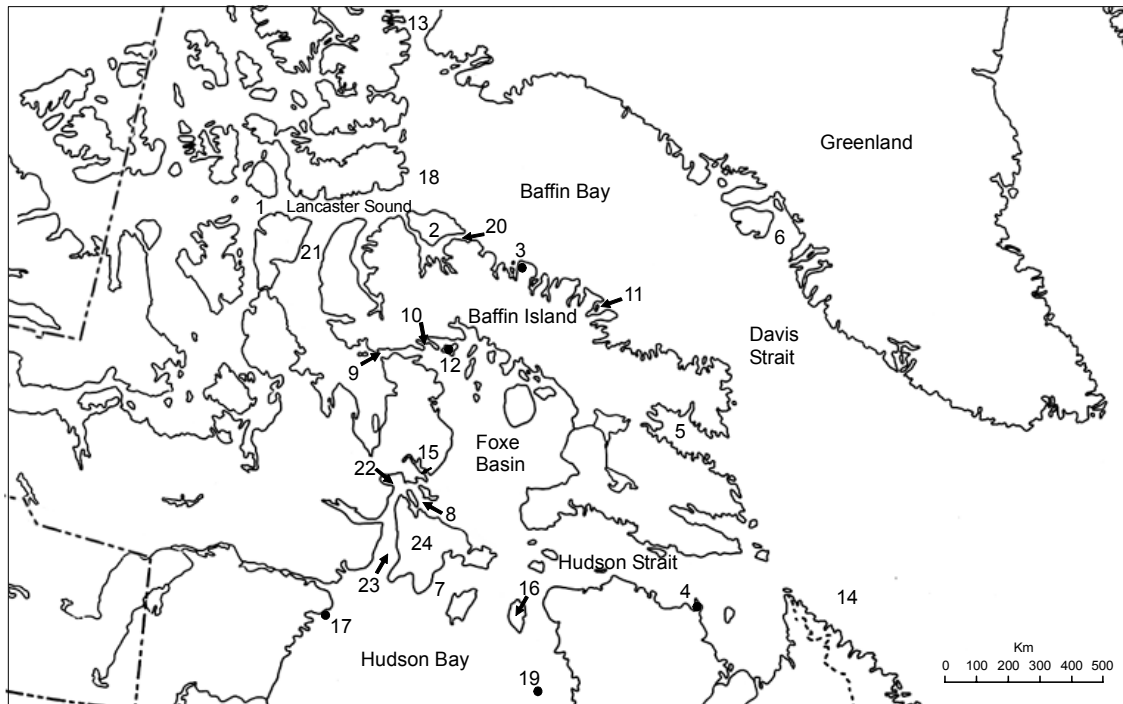 13
Greenland
18
Baffin Bay
1
Lancaster Sound
2
20
3
21
6
11
Baffin Island
10
Davis
Strait
9
12
5
Foxe
Basin
15
22
8
24
Hudson Strait
23
7
16
4
14
17
Hudson Bay
19
Km
0 100 200 300 400 500